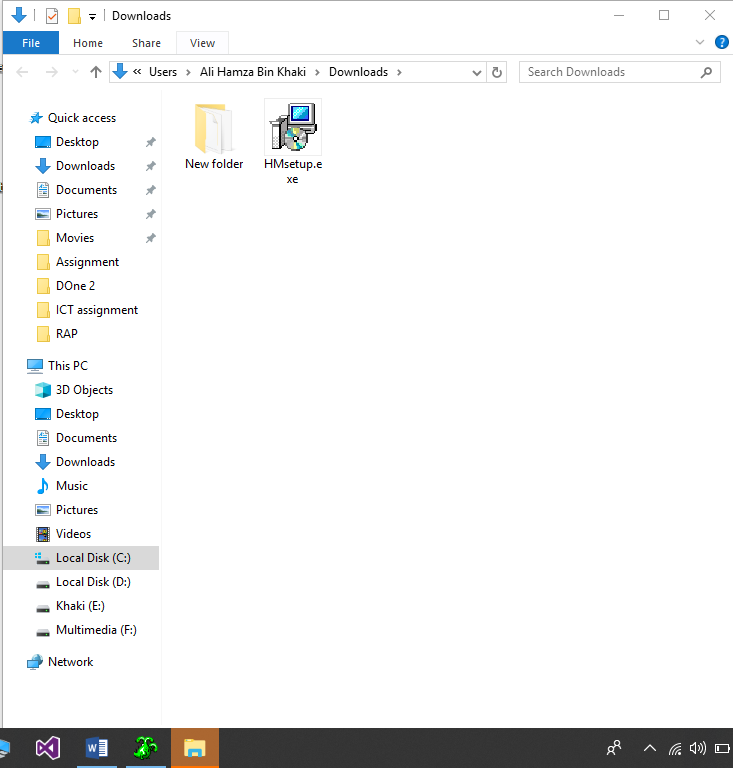 Downloads
File Home Share View
« Users › Ali Hamza Bin Khaki › Downloads ›
Search Downloads
Quick access
Desktop
Downloads
Documents
Pictures
Movies
Assignment
DOne 2
ICT assignment
RAP
This PC
3D Objects
Desktop
Documents
Downloads
Music
Pictures
Videos
Local Disk (C:)
Local Disk (D:)
Khaki (E:)
Multimedia (F:)
Network
New folder
HMsetup.e
xe